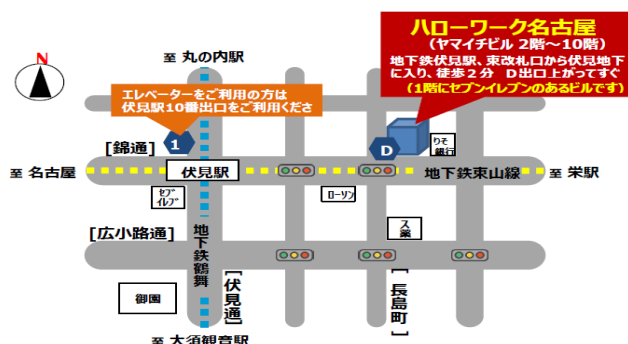 ハローワーク名古屋
(ヤマイチビル 2階～10階)
地下鉄伏見駅、東改札口から伏見地下
に入り、徒歩2分 D出口上がってすぐ
(1階にセブンイレブンのあるビルです)
N
至 丸の内駅
エレベーターをご利用の方は
伏見駅10番出口をご利用くださ
1
D
りそ
銀行
[錦通]
至 名古屋
伏見駅
地下鉄東山線
至 栄駅
セブ
イレブ
ローソン
[広小路通]
ス
薬
地下鉄鶴舞
[伏見通]
[長島町]
御園
至 大須観音駅